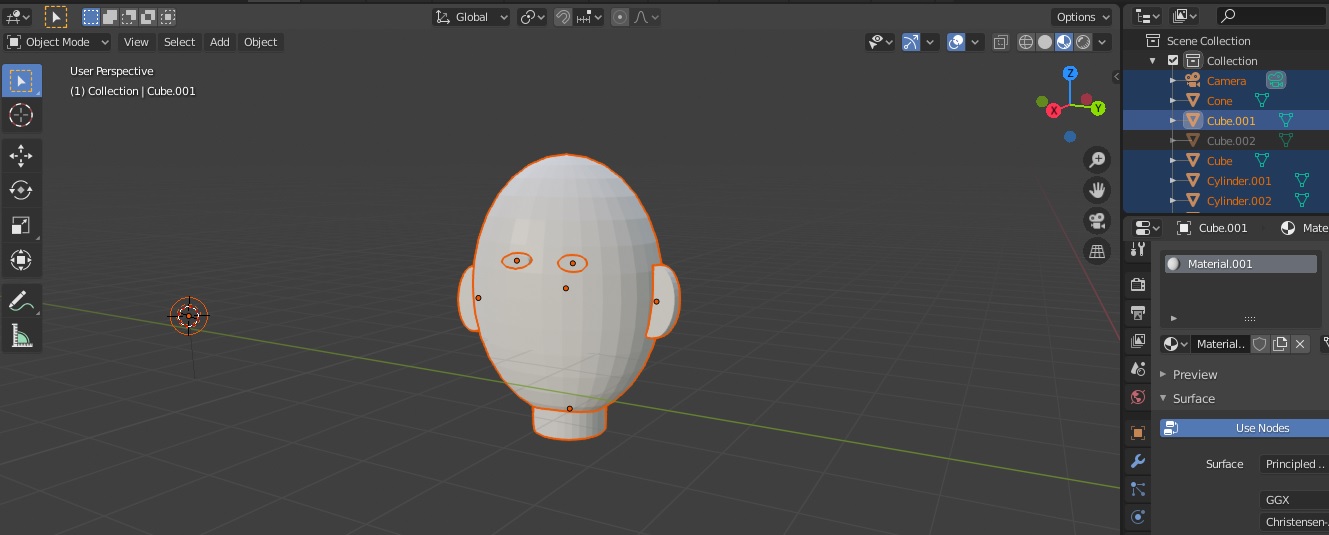 Global
Options
Object Mode View Select Add Object
Scene Collection
Collection
Camera
Cone
Cube.001
Cube.002
Cube
Cylinder.001
Cylinder.002
User Perspective
(1) Collection | Cube.001
Z
X
Y
Cube.001 Mate
Material.001
Material..
Preview
Surface
Use Nodes
Surface Principled ..
GGX
Christensen-